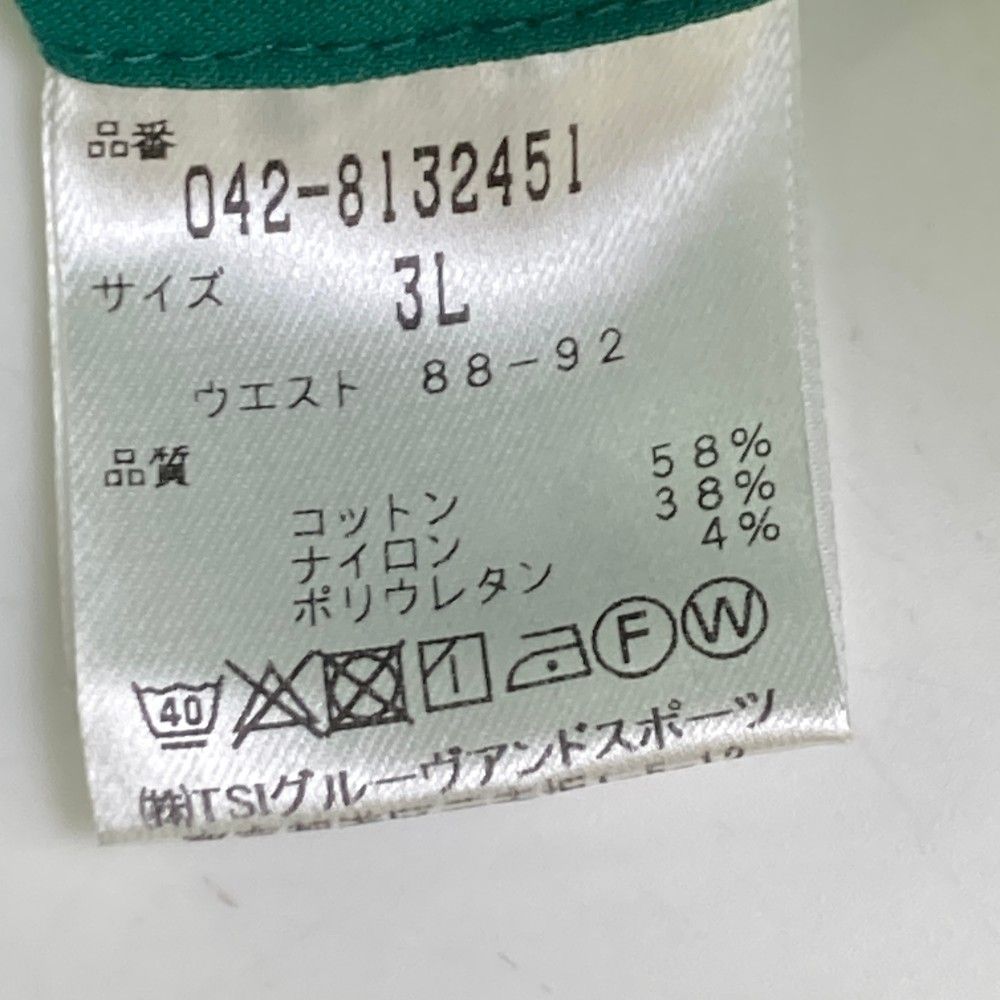 品番
042-8132451
サイズ 3L
ウエスト 88-92
品質
コットン 58%
ナイロン 38%
ポリウレタン 4%
40 F W
㈱TSIグルーヴアンドスポーツ